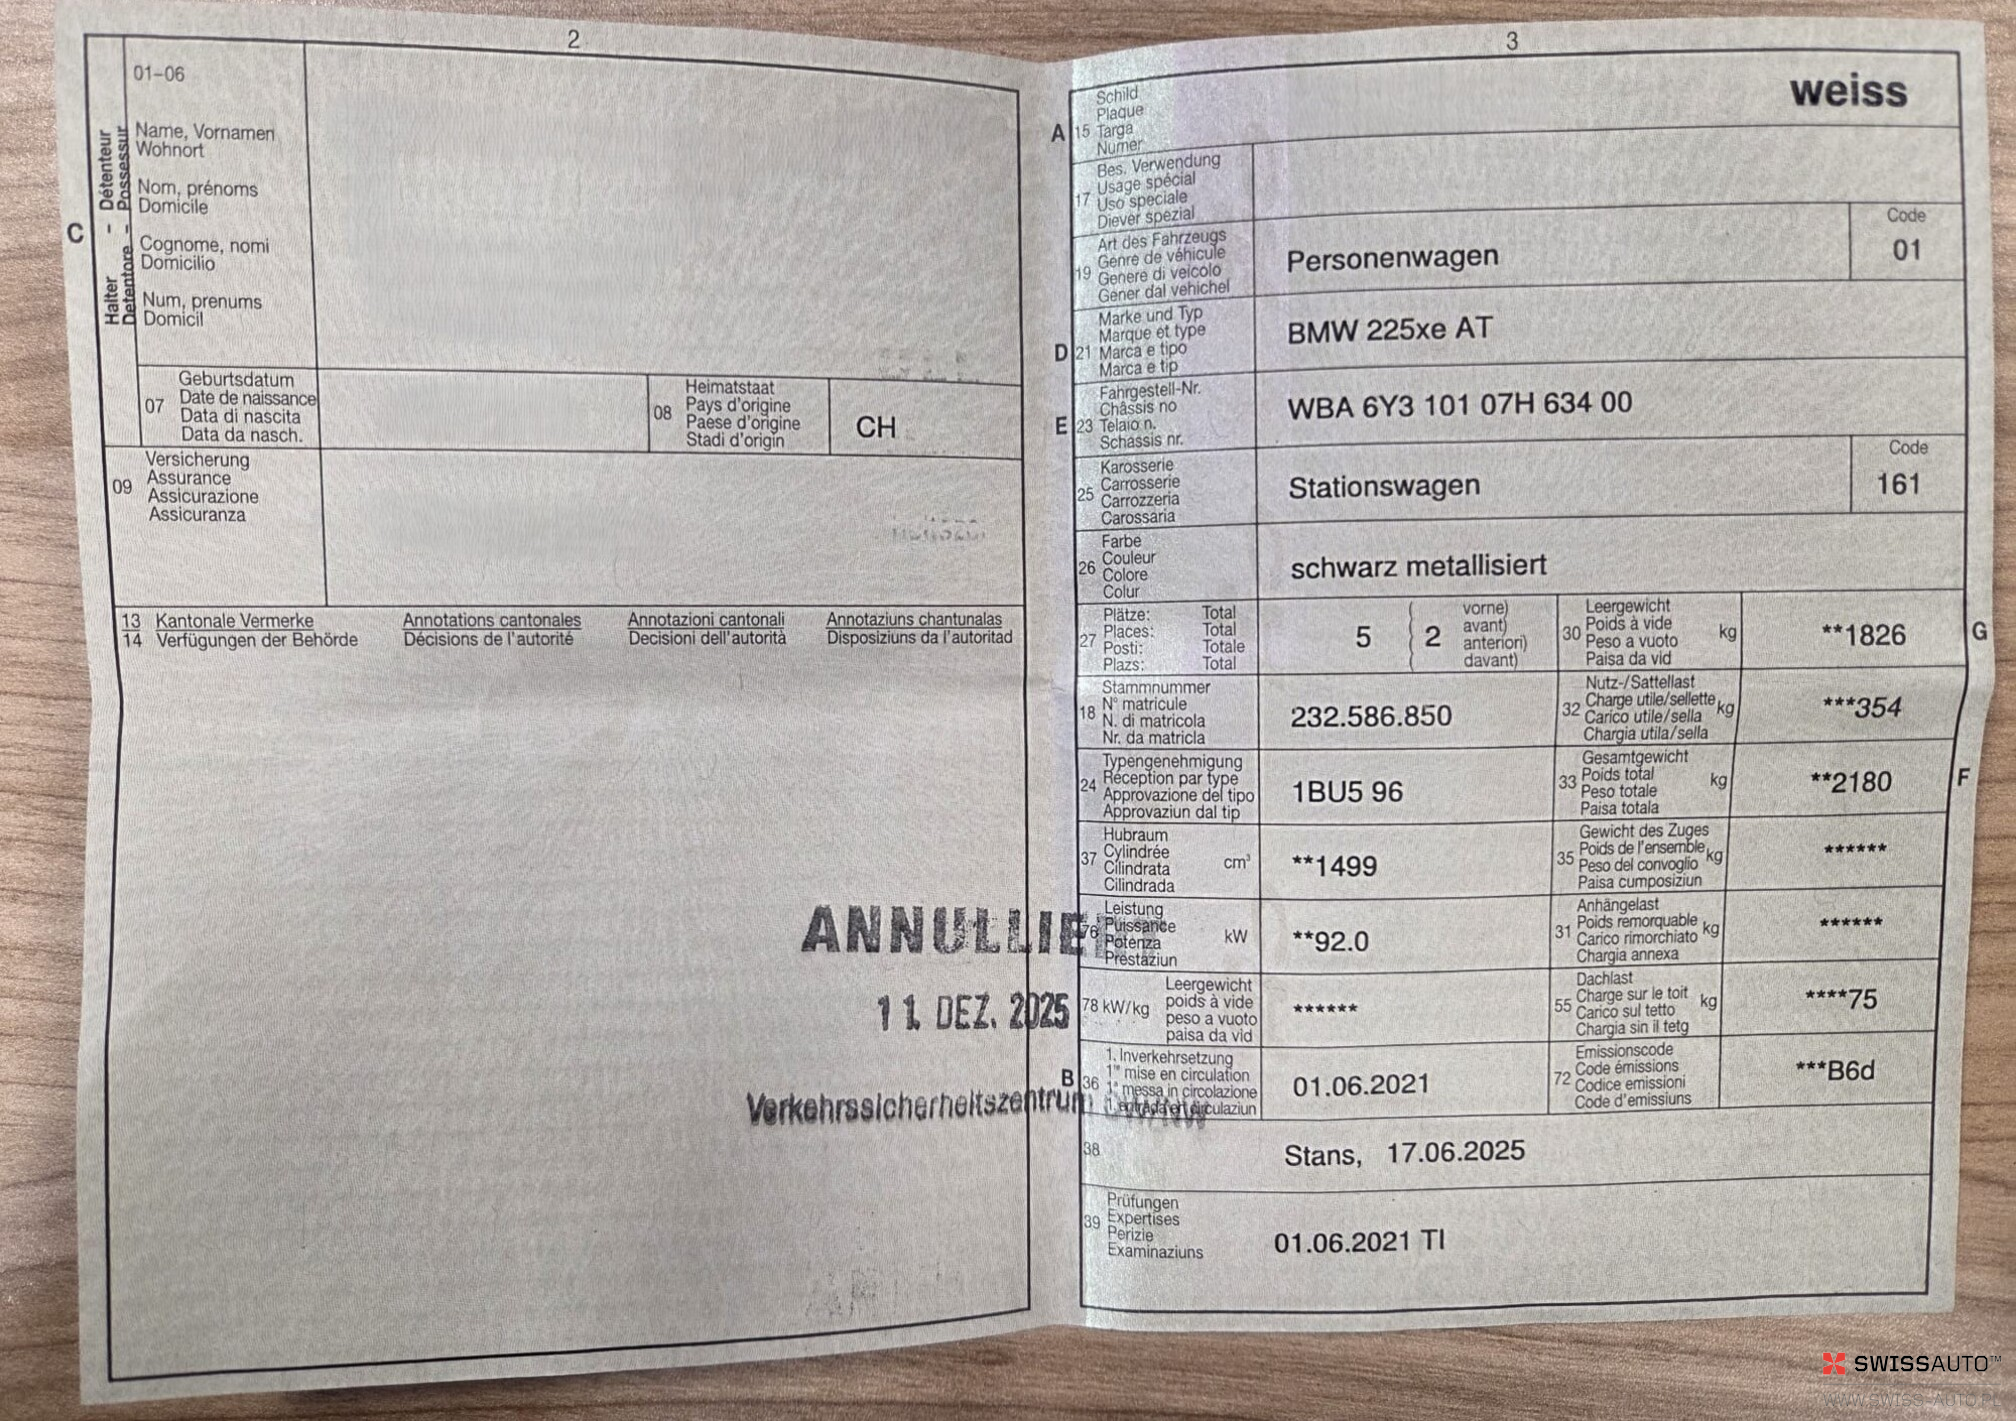 2
01-06
Name, Vornamen
Wohnort
Nom, prénoms
Domicile
Cognome, nomi
Domicilio
Num, prenums
Domicil
C
Halter – Détenteur
Detentore – Possessur
07
Geburtsdatum
Date de naissance
Data di nascita
Data da nasch.
08
Heimatstaat
Pays d'origine
Paese d'origine
Stadi d'origin
CH
09
Versicherung
Assurance
Assicurazione
Assicuranza
13 Kantonale Vermerke Annotations cantonales Annotazioni cantonali Annotaziuns chantunalas
14 Verfügungen der Behörde Décisions de l'autorité Decisioni dell'autorità Disposiziuns da l'autoritad
ANNULLIE
11. DEZ. 2025
Verkehrssicherheitszentrum
3
A 15
Schild
Plaque
Targa
Numer
weiss
17
Bes. Verwendung
Usage spécial
Uso speciale
Diever spezial
19
Art des Fahrzeugs
Genre de véhicule
Genere di veicolo
Gener dal vehichel
Personenwagen
Code
01
D 21
Marke und Typ
Marque et type
Marca e tipo
Marca e tip
BMW 225xe AT
E 23
Fahrgestell-Nr.
Châssis no
Telaio n.
Schassis nr.
WBA 6Y3 101 07H 634 00
25
Karosserie
Carrosserie
Carrozzeria
Carossaria
Stationswagen
Code
161
26
Farbe
Couleur
Colore
Colur
schwarz metallisiert
27
Plätze: Total
Places: Total
Posti: Totale
Plazs: Total
5
2
vorne)
avant)
anteriori)
davant)
30
Leergewicht
Poids à vide
Peso a vuoto
Paisa da vid
kg
**1826
G
18
Stammnummer
N° matricule
N. di matricola
Nr. da matricla
232.586.850
32
Nutz-/Sattellast
Charge utile/sellette
Carico utile/sella
Chargia utila/sella
kg
***354
24
Typengenehmigung
Réception par type
Approvazione del tipo
Approvaziun dal tip
1BU5 96
33
Gesamtgewicht
Poids total
Peso totale
Paisa totala
kg
**2180
F
37
Hubraum
Cylindrée
Cilindrata
Cilindrada
cm³
**1499
35
Gewicht des Zuges
Poids de l'ensemble
Peso del convoglio
Paisa cumposiziun
kg
******
76
Leistung
Puissance
Potenza
Prestaziun
kW
**92.0
31
Anhängelast
Poids remorquable
Carico rimorchiato
Chargia annexa
kg
******
78 kW/kg
Leergewicht
poids à vide
peso a vuoto
paisa da vid
******
55
Dachlast
Charge sur le toit
Carico sul tetto
Chargia sin il tetg
kg
****75
B 36
1. Inverkehrsetzung
1re mise en circulation
1a messa in circolazione
01.06.2021
72
Emissionscode
Code émissions
Codice emissioni
Code d'emissiuns
***B6d
38
Stans, 17.06.2025
39
Prüfungen
Expertises
Perizie
Examinaziuns
01.06.2021 TI
SWISSAUTO™
WWW.SWISS-AUTO.PL